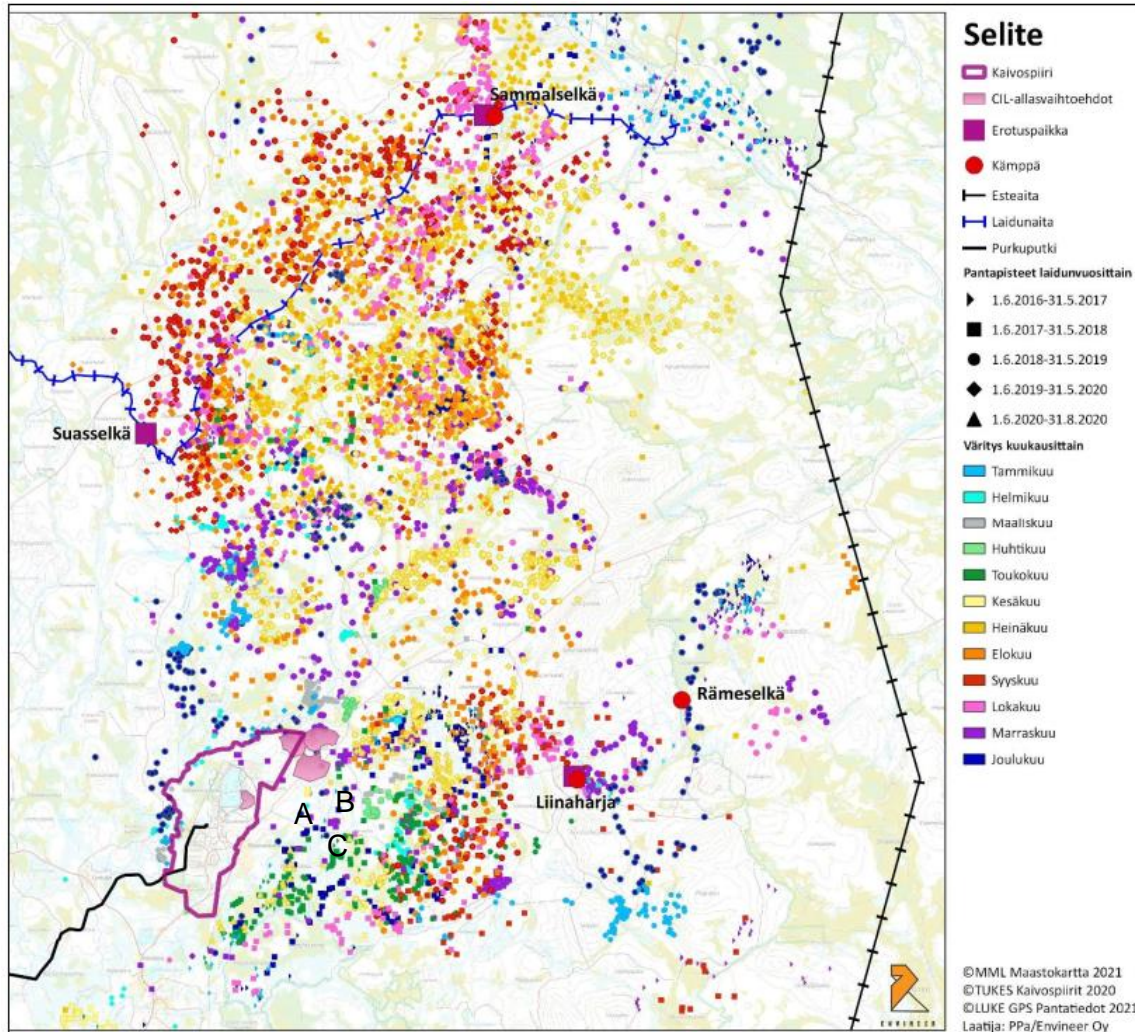 Sammalselkä
Suasselkä
Rämeselkä
Liinaharja
A
B
C
ENVINEER
Selite
Kaivospiiri
CIL-allasvaihtoehdot
Erotuspaikka
Kämppä
Esteaita
Laidunaita
Purkuputki
Pantapisteet laidunvuosittain
1.6.2016-31.5.2017
1.6.2017-31.5.2018
1.6.2018-31.5.2019
1.6.2019-31.5.2020
1.6.2020-31.8.2020
Väritys kuukausittain
Tammikuu
Helmikuu
Maaliskuu
Huhtikuu
Toukokuu
Kesäkuu
Heinäkuu
Elokuu
Syyskuu
Lokakuu
Marraskuu
Joulukuu
©MML Maastokartta 2021
©TUKES Kaivospiirit 2020
©LUKE GPS Pantatiedot 2021
Laatija: PPa/Envineer Oy